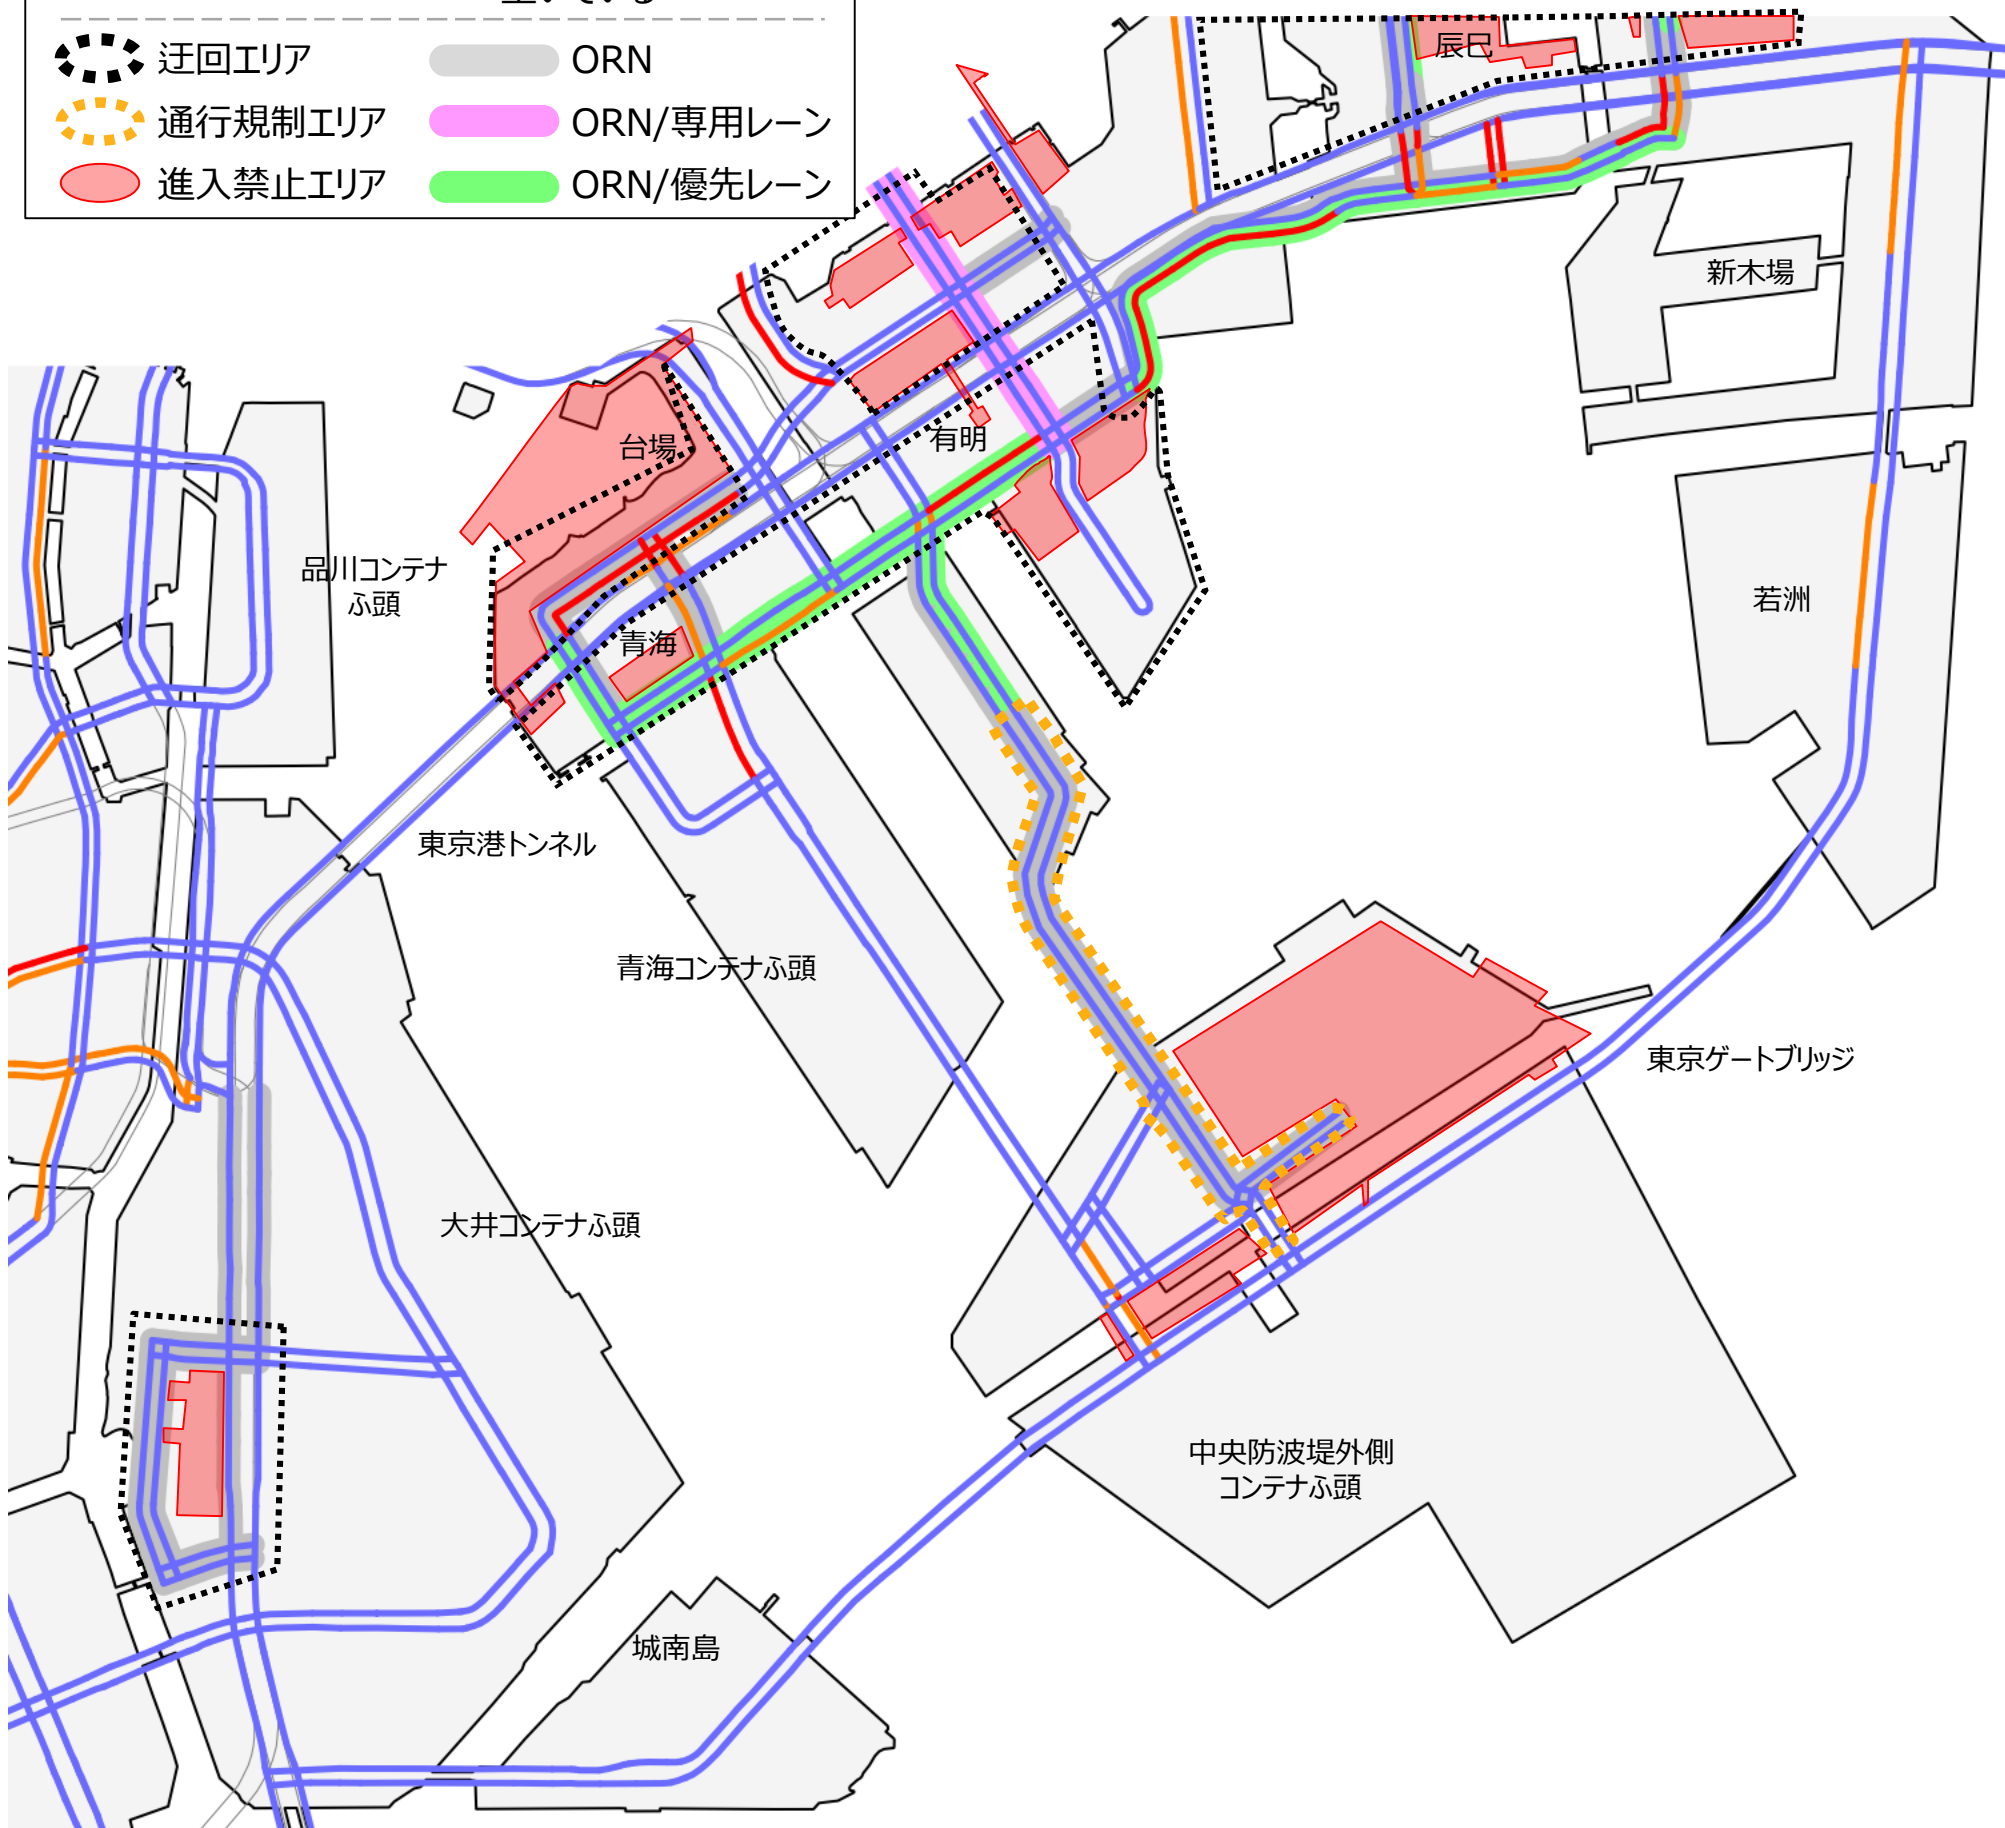 空いている
迂回エリア
ORN
通行規制エリア
ORN/専用レーン
進入禁止エリア
ORN/優先レーン
辰巳
新木場
有明
台場
品川コンテナ
ふ頭
若洲
青海
東京港トンネル
青海コンテナふ頭
東京ゲートブリッジ
大井コンテナふ頭
中央防波堤外側
コンテナふ頭
城南島